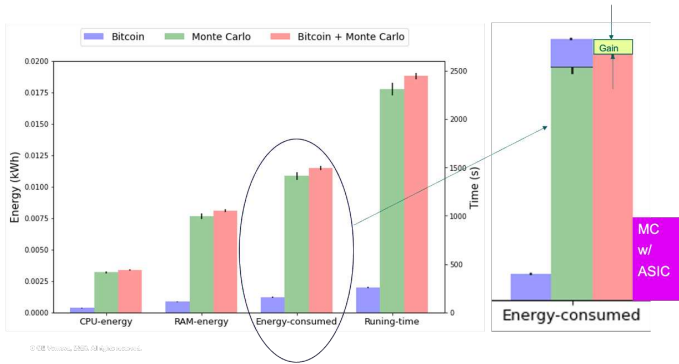 Bitcoin
Monte Carlo
Bitcoin + Monte Carlo
Energy (kWh)
0.0200
0.0175
0.0150
0.0125
0.0100
0.0075
0.0050
0.0025
0.0000
CPU-energy
RAM-energy
Energy-consumed
Runing-time
2500
2000
1500
1000
500
0
Time (s)
Gain
MC
w/
ASIC
Energy-consumed